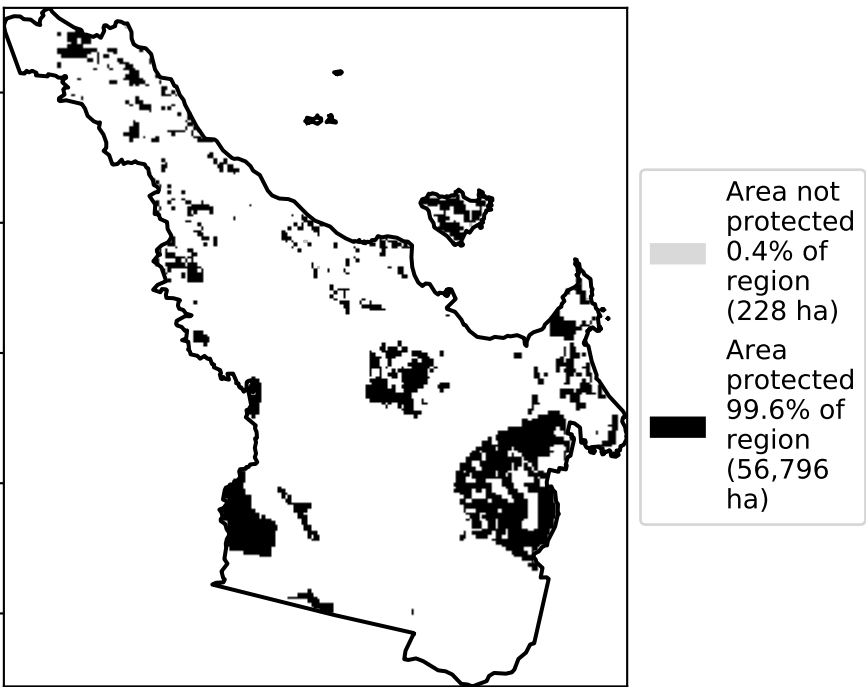 Area not
protected
0.4% of
region
(228 ha)
Area
protected
99.6% of
region
(56,796
ha)